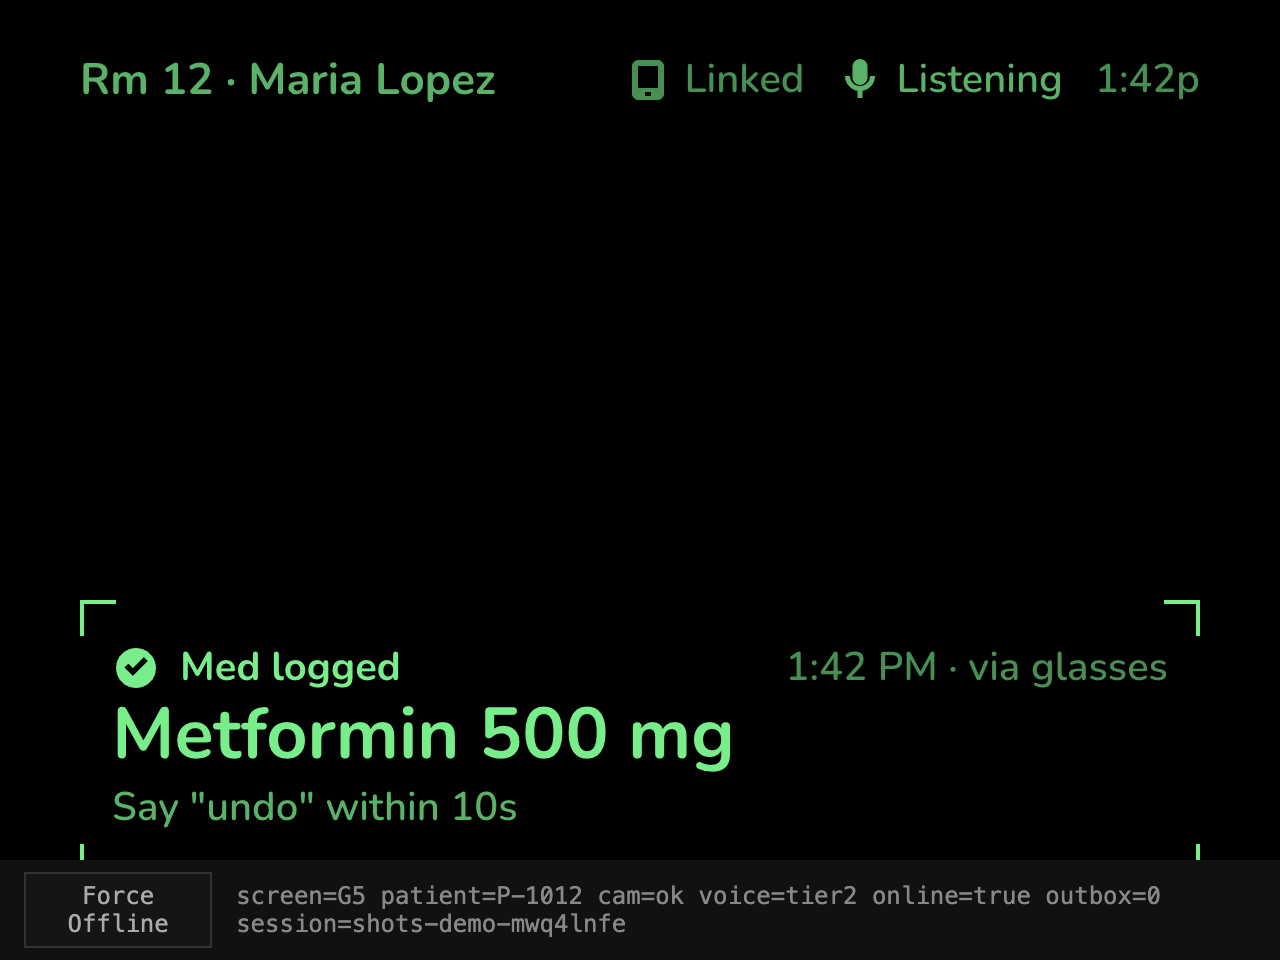 Rm 12 · Maria Lopez Linked Listening 1:42p
Med logged 1:42 PM · via glasses
Metformin 500 mg
Say "undo" within 10s
Force Offline
screen=G5 patient=P-1012 cam=ok voice=tier2 online=true outbox=0
session=shots-demo-mwq4lnfe